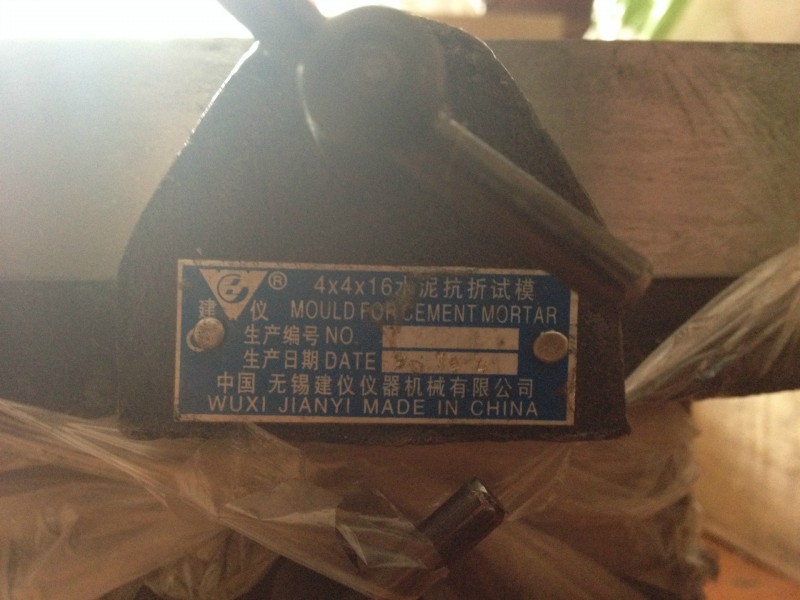 ® 4x4x16水泥抗折试模
建仪 MOULD FOR CEMENT MORTAR
生产编号 NO.
生产日期 DATE
中国 无锡建仪仪器机械有限公司
WUXI JIANYI MADE IN CHINA